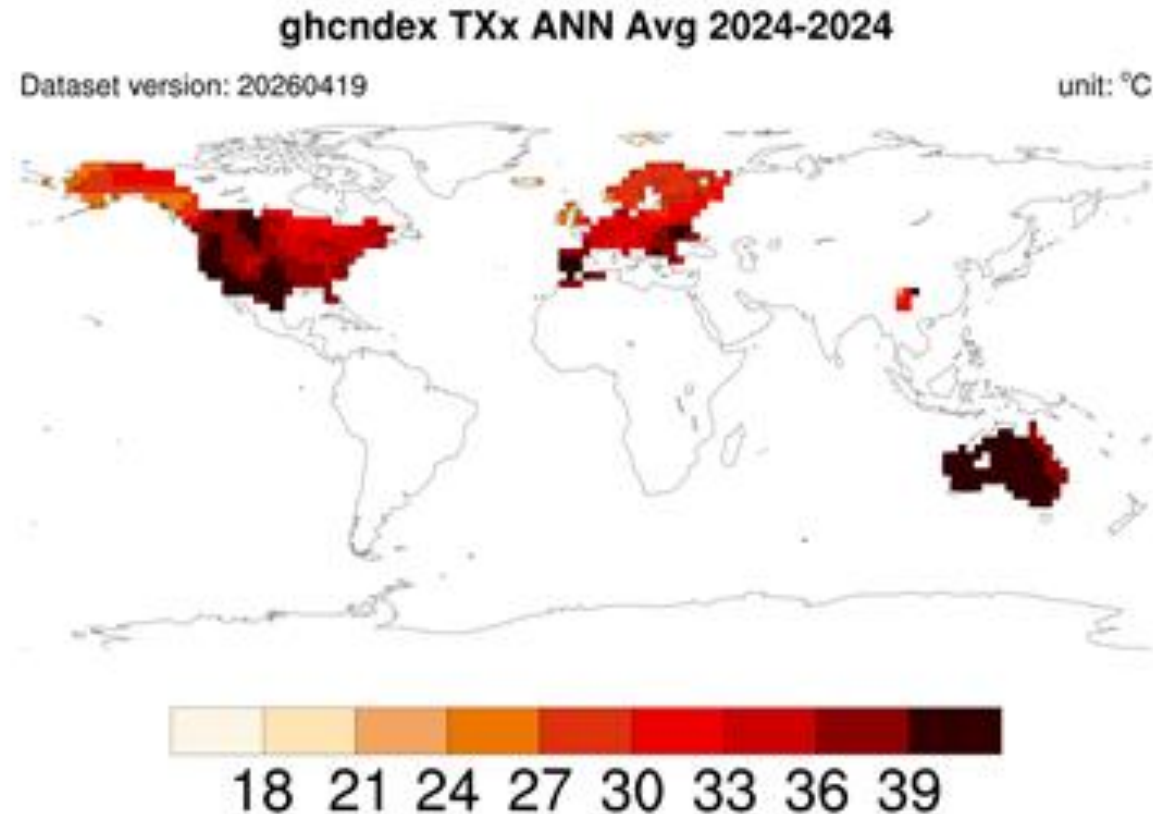 ghcndex TXx ANN Avg 2024-2024
Dataset version: 20260419 unit: °C
18 21 24 27 30 33 36 39